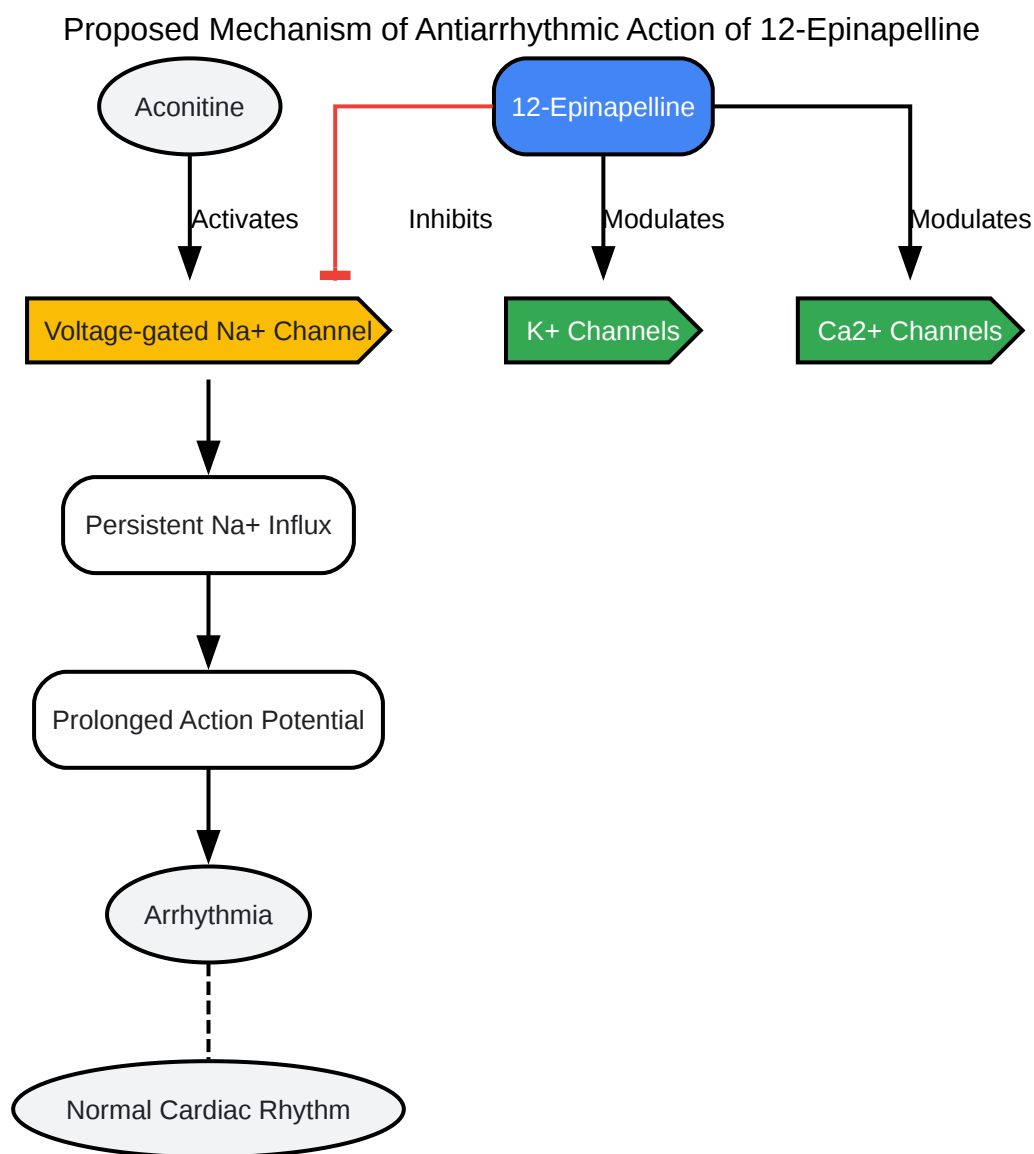 Proposed Mechanism of Antiarrhythmic Action of 12-Epinapelline
Aconitine
12-Epinapelline
Activates
Inhibits
Modulates
Modulates
Voltage-gated Na+ Channel
K+ Channels
Ca2+ Channels
Persistent Na+ Influx
Prolonged Action Potential
Arrhythmia
Normal Cardiac Rhythm